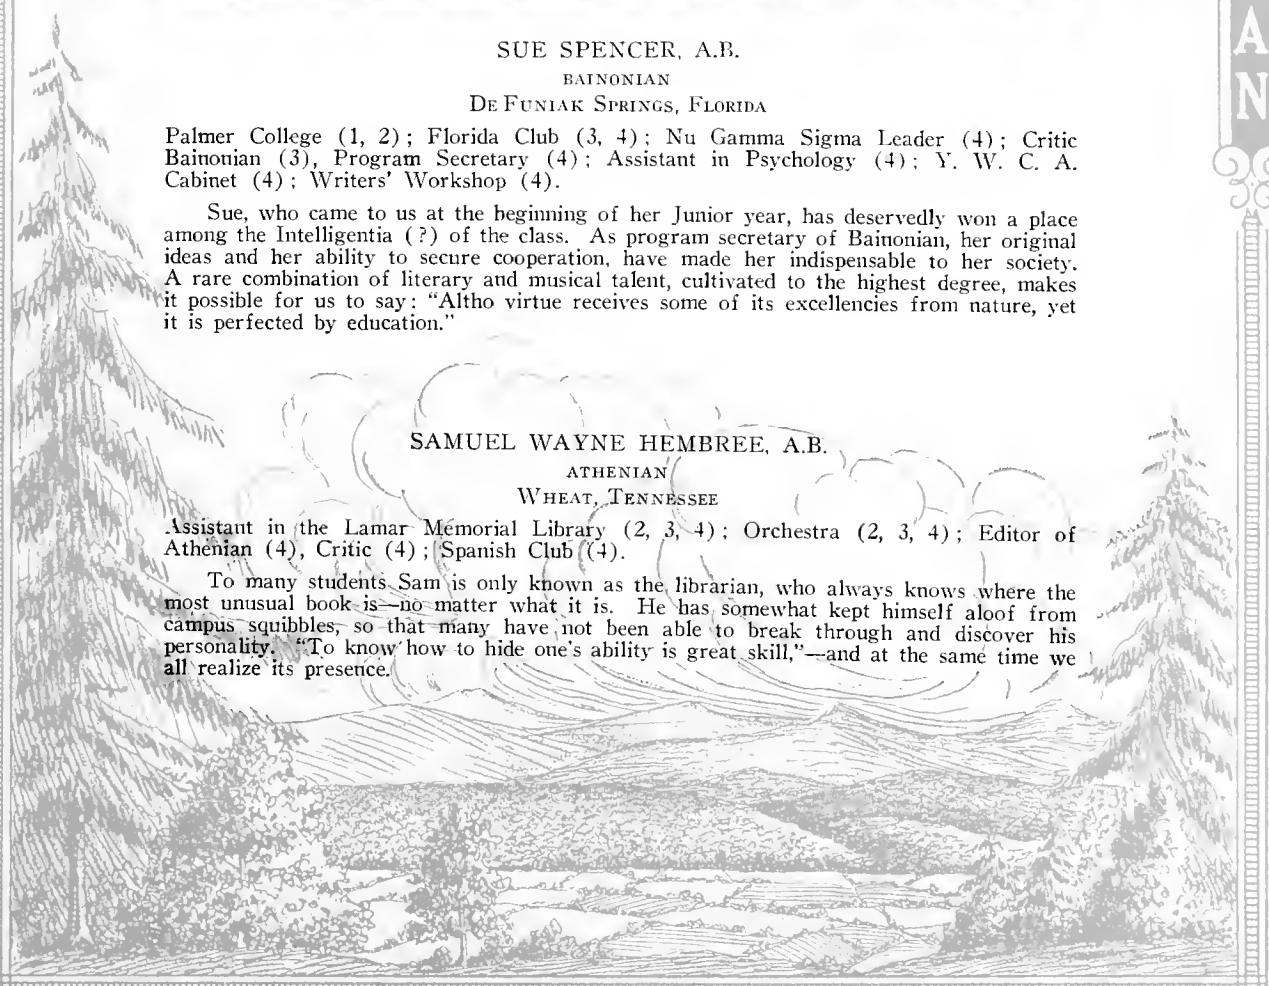 SUE SPENCER, A.B.
BAINONIAN
DE FUNIAK SPRINGS, FLORIDA
Palmer College (1, 2); Florida Club (3, 4); Nu Gamma Sigma Leader (4); Critic
Bainonian (3), Program Secretary (4); Assistant in Psychology (4); Y. W. C. A.
Cabinet (4); Writers' Workshop (4).
Sue, who came to us at the beginning of her Junior year, has deservedly won a place
among the Intelligentia (?) of the class. As program secretary of Bainonian, her original
ideas and her ability to secure cooperation, have made her indispensable to her society.
A rare combination of literary and musical talent, cultivated to the highest degree, makes
it possible for us to say: "Altho virtue receives some of its excellencies from nature, yet
it is perfected by education."
SAMUEL WAYNE HEMBREE, A.B.
ATHENIAN
WHEAT, TENNESSEE
Assistant in the Lamar Memorial Library (2, 3, 4); Orchestra (2, 3, 4); Editor of
Athenian (4), Critic (4); Spanish Club (4).
To many students Sam is only known as the librarian, who always knows where the
most unusual book is—no matter what it is. He has somewhat kept himself aloof from
campus squibbles, so that many have not been able to break through and discover his
personality. "To know how to hide one's ability is great skill,"—and at the same time we
all realize its presence.
A
N